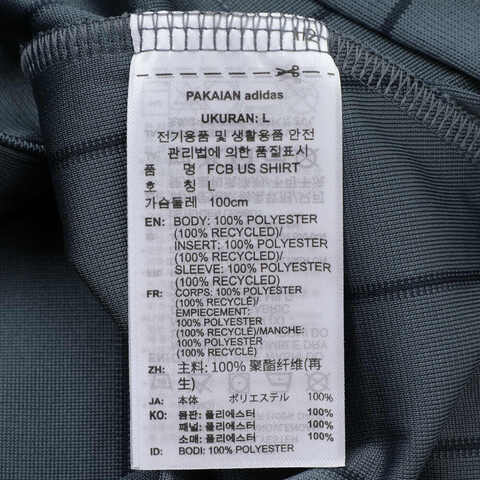 PAKAIAN adidas
UKURAN: L
전기용품 및 생활용품 안전
관리법에 의한 품질표시
품 명 FCB US SHIRT
호 칭 L
가슴둘레 100cm
EN: BODY: 100% POLYESTER
(100% RECYCLED)/
INSERT: 100% POLYESTER
(100% RECYCLED)/
SLEEVE: 100% POLYESTER
(100% RECYCLED)
FR: CORPS: 100% POLYESTER
(100% RECYCLÉ)/
EMPIECEMENT:
100% POLYESTER
(100% RECYCLÉ)/MANCHE:
100% POLYESTER
(100% RECYCLÉ)
ZH: 主料: 100% 聚酯纤维(再
生)
JA: 本体 ポリエステル 100%
KO: 몸판: 폴리에스터 100%
패널: 폴리에스터 100%
소매: 폴리에스터 100%
ID: BODI: 100% POLYESTER